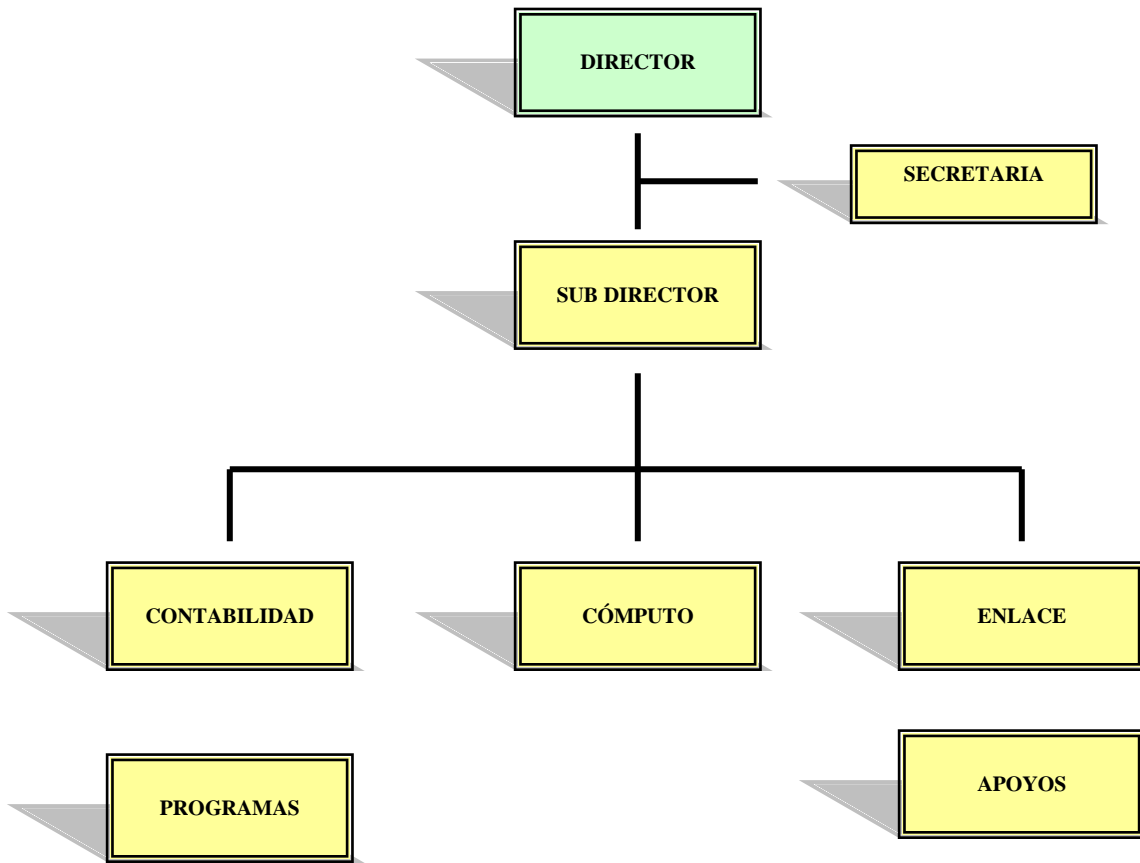 DIRECTOR
SECRETARIA
SUB DIRECTOR
CONTABILIDAD
CÓMPUTO
ENLACE
APOYOS
PROGRAMAS